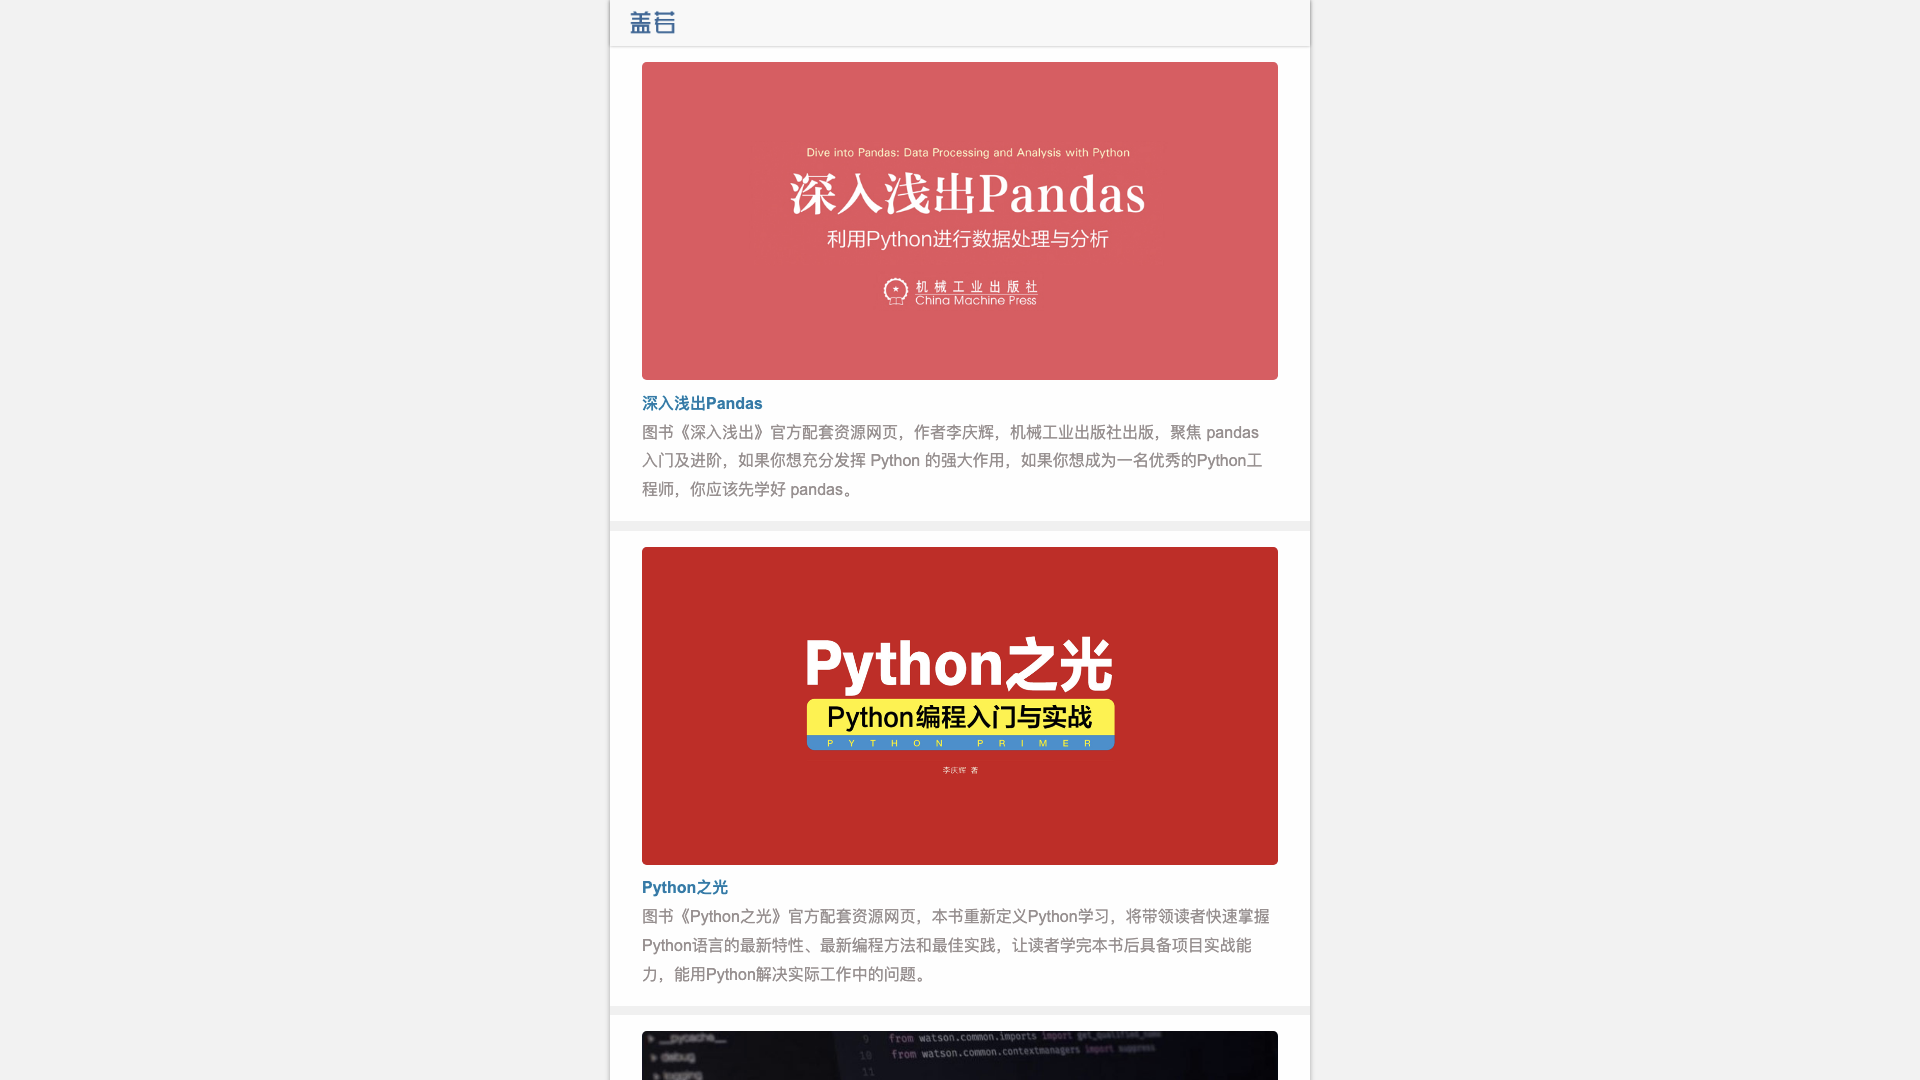 盖若
Dive into Pandas: Data Processing and Analysis with Python
深入浅出Pandas
利用Python进行数据处理与分析
机械工业出版社
China Machine Press
深入浅出Pandas
图书《深入浅出》官方配套资源网页，作者李庆辉，机械工业出版社出版，聚焦 pandas
入门及进阶，如果你想充分发挥 Python 的强大作用，如果你想成为一名优秀的Python工
程师，你应该先学好 pandas。
Python之光
Python编程入门与实战
PYTHON PRIMER
李庆辉 著
Python之光
图书《Python之光》官方配套资源网页，本书重新定义Python学习，将带领读者快速掌握
Python语言的最新特性、最新编程方法和最佳实践，让读者学完本书后具备项目实战能
力，能用Python解决实际工作中的问题。
__pycache__
9 from watson.common.imports import get_qualified_name
debug
10 from watson.common.contextmanagers import suppress
11
logging